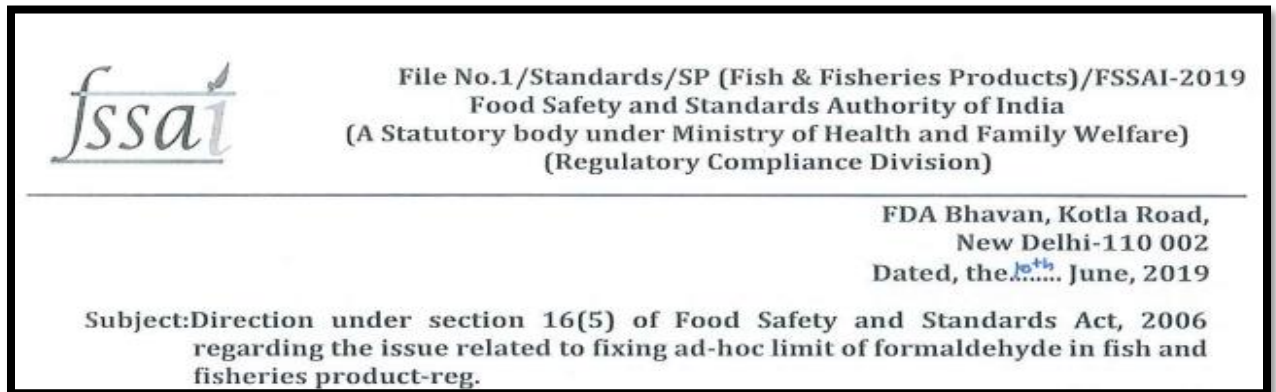 fssai
File No.1/Standards/SP (Fish & Fisheries Products)/FSSAI-2019
Food Safety and Standards Authority of India
(A Statutory body under Ministry of Health and Family Welfare)
(Regulatory Compliance Division)
FDA Bhavan, Kotla Road,
New Delhi-110 002
Dated, the..10th.. June, 2019
Subject:Direction under section 16(5) of Food Safety and Standards Act, 2006
regarding the issue related to fixing ad-hoc limit of formaldehyde in fish and
fisheries product-reg.